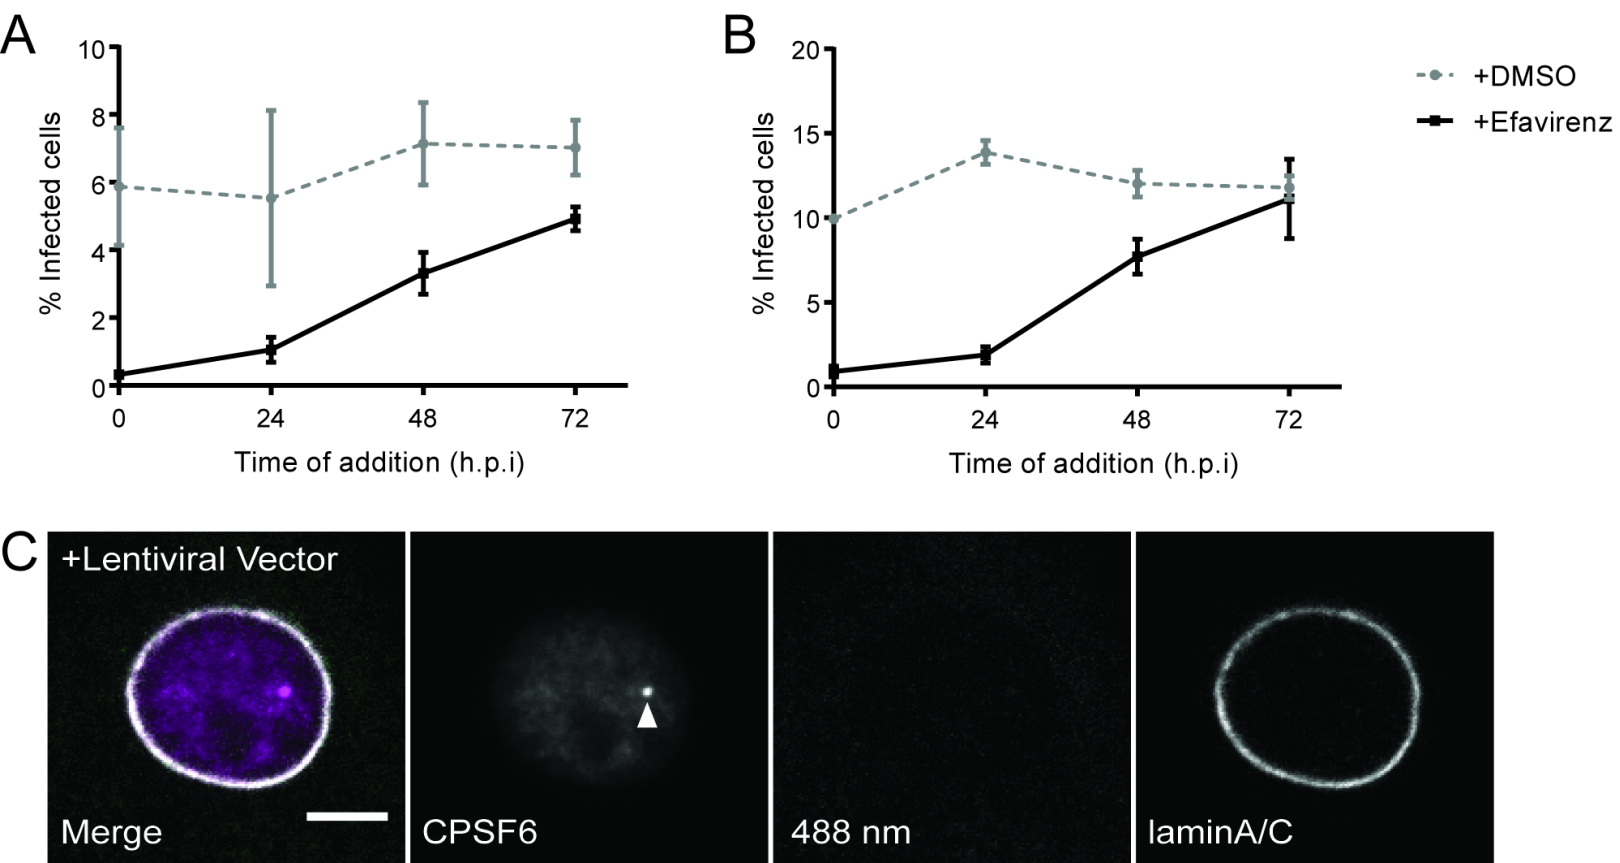 A
10
8
6
4
2
0
% Infected cells
0 24 48 72
Time of addition (h.p.i)
B
20
15
10
5
0
% Infected cells
0 24 48 72
Time of addition (h.p.i)
+DMSO
+Efavirenz
C
+Lentiviral Vector
Merge
CPSF6
488 nm
laminA/C